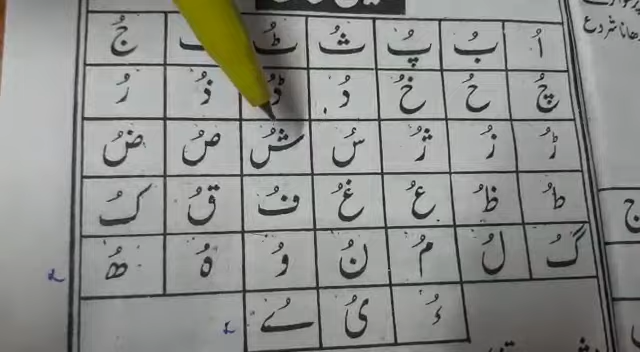 اُ بُ پُ ثُ ٹُ جُ
چُ حُ خُ دُ ڈُ ذُ رُ
ڑُ زُ ژُ سُ شُ صُ ضُ
طُ ظُ عُ غُ فُ قُ کُ
گُ لُ مُ نُ وُ ہُ ھُ
ءُ یُ ےُ